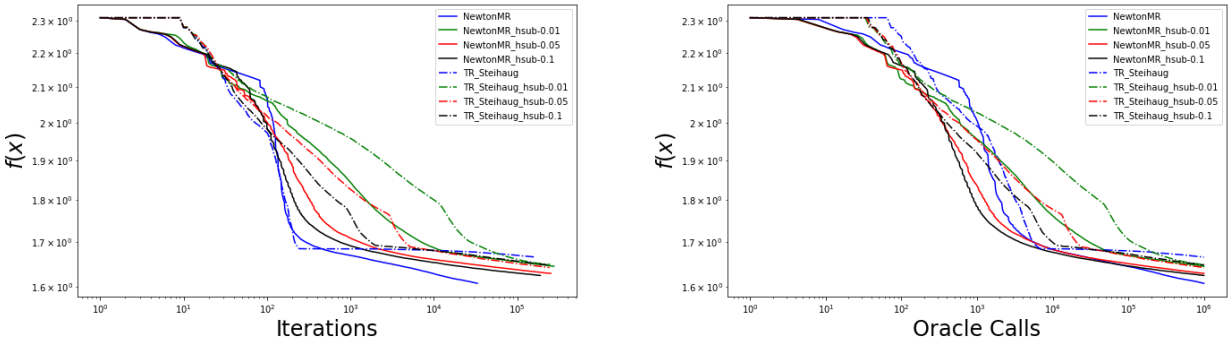 2.3 × 10⁰
2.2 × 10⁰
2.1 × 10⁰
2 × 10⁰
1.9 × 10⁰
1.8 × 10⁰
1.7 × 10⁰
1.6 × 10⁰
f(x)
10⁰ 10¹ 10² 10³ 10⁴ 10⁵
Iterations
NewtonMR
NewtonMR_hsub-0.01
NewtonMR_hsub-0.05
NewtonMR_hsub-0.1
TR_Steihaug
TR_Steihaug_hsub-0.01
TR_Steihaug_hsub-0.05
TR_Steihaug_hsub-0.1
2.3 × 10⁰
2.2 × 10⁰
2.1 × 10⁰
2 × 10⁰
1.9 × 10⁰
1.8 × 10⁰
1.7 × 10⁰
1.6 × 10⁰
f(x)
10⁰ 10¹ 10² 10³ 10⁴ 10⁵ 10⁶
Oracle Calls
NewtonMR
NewtonMR_hsub-0.01
NewtonMR_hsub-0.05
NewtonMR_hsub-0.1
TR_Steihaug
TR_Steihaug_hsub-0.01
TR_Steihaug_hsub-0.05
TR_Steihaug_hsub-0.1